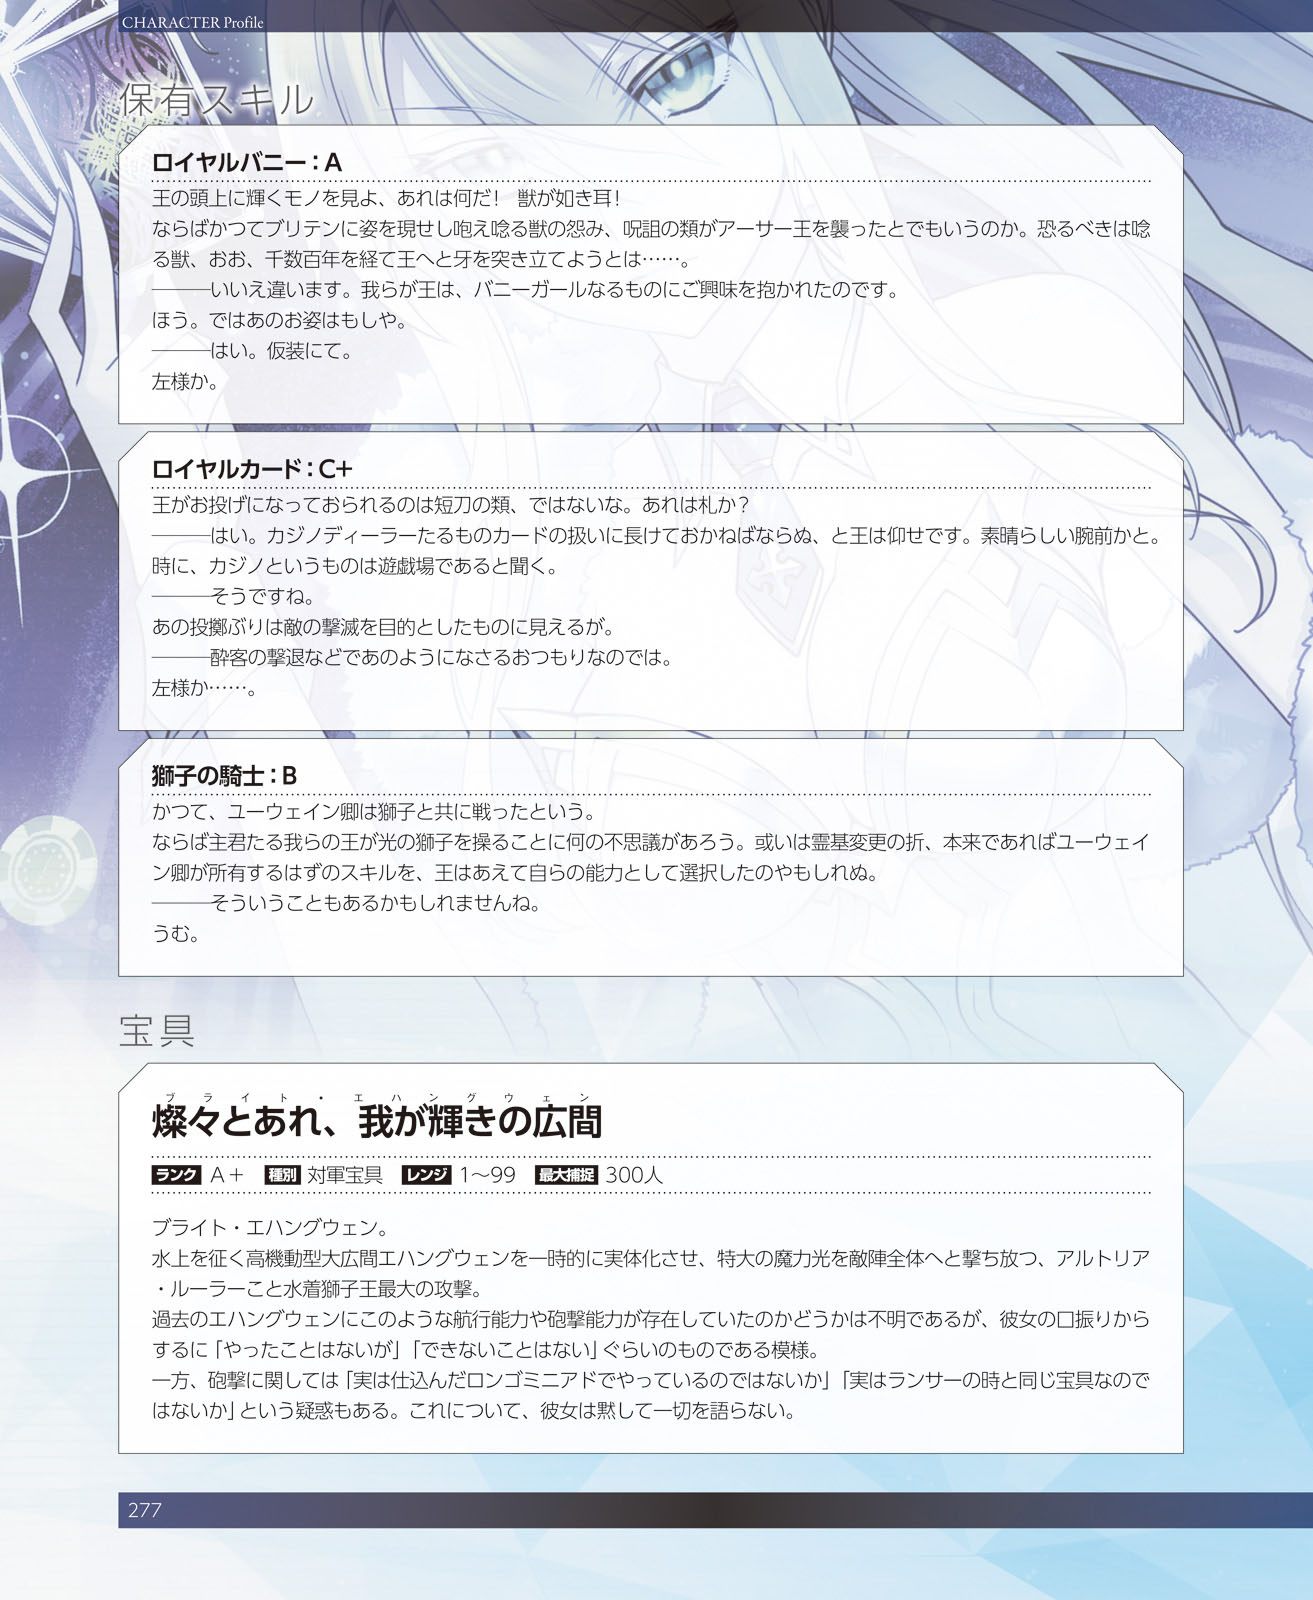 CHARACTER Profile
保有スキル
ロイヤルバニー：A
王の頭上に輝くモノを見よ、あれは何だ！ 獣が如き耳！
ならばかつてブリテンに姿を現せし咆え唸る獣の怨み、呪詛の類がアーサー王を襲ったとでもいうのか。恐るべきは唸
る獣、おお、千数百年を経て王へと牙を突き立てようとは……。
―――いいえ違います。我らが王は、バニーガールなるものにご興味を抱かれたのです。
ほう。ではあのお姿はもしや。
―――はい。仮装にて。
左様か。
ロイヤルカード：C+
王がお投げになっておられるのは短刀の類、ではないな。あれは札か？
―――はい。カジノディーラーたるものカードの扱いに長けておかねばならぬ、と王は仰せです。素晴らしい腕前かと。
時に、カジノというものは遊戯場であると聞く。
―――そうですね。
あの投擲ぶりは敵の撃滅を目的としたものに見えるが。
―――酔客の撃退などであのようになさるおつもりなのでは。
左様か……。
獅子の騎士：B
かつて、ユーウェイン卿は獅子と共に戦ったという。
ならば主君たる我らの王が光の獅子を操ることに何の不思議があろう。或いは霊基変更の折、本来であればユーウェイ
ン卿が所有するはずのスキルを、王はあえて自らの能力として選択したのやもしれぬ。
―――そういうこともあるかもしれませんね。
うむ。
宝具
ブライト・エハングウェン
燦々とあれ、我が輝きの広間
ランク A＋ 種別 対軍宝具 レンジ 1〜99 最大捕捉 300人
ブライト・エハングウェン。
水上を征く高機動型大広間エハングウェンを一時的に実体化させ、特大の魔力光を敵陣全体へと撃ち放つ、アルトリア
・ルーラーこと水着獅子王最大の攻撃。
過去のエハングウェンにこのような航行能力や砲撃能力が存在していたのかどうかは不明であるが、彼女の口振りから
するに「やったことはないが」「できないことはない」ぐらいのものである模様。
一方、砲撃に関しては「実は仕込んだロンゴミニアドでやっているのではないか」「実はランサーの時と同じ宝具なので
はないか」という疑惑もある。これについて、彼女は黙して一切を語らない。
277